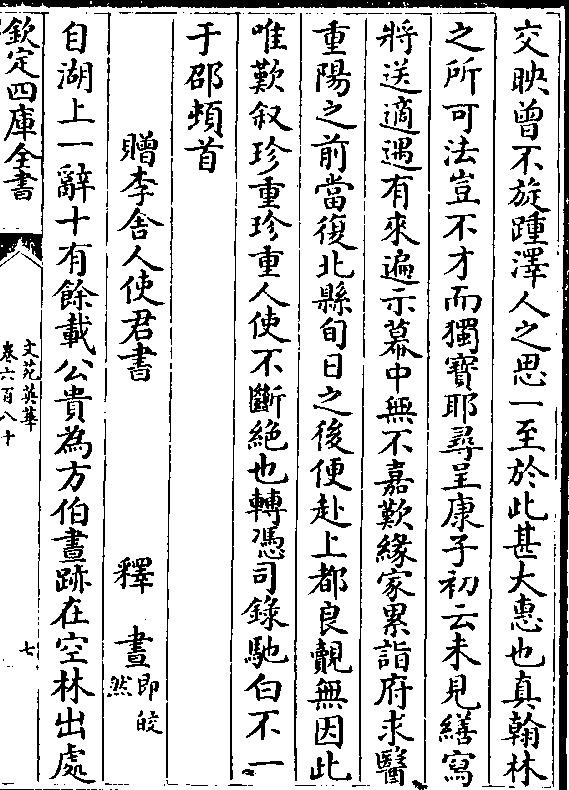 交映曾不旋踵澤人之思一至於此甚大惠也真翰林
之所可法豈不才而獨寶耶尋呈康子初云未見繕寫
將送適遇有來遍示幕中無不嘉歎緣家累詣府求醫
重陽之前當復北縣旬日之後便赴上都良覿無因此
唯歎叙珍重珍重人使不斷絶也轉憑司錄馳白不一
于邵頓首
贈李舍人使君書 釋晝即皎然
自湖上一辭十有餘載公貴為方伯晝跡在空林出處
欽定四庫全書
文苑英華
卷六百八十
七